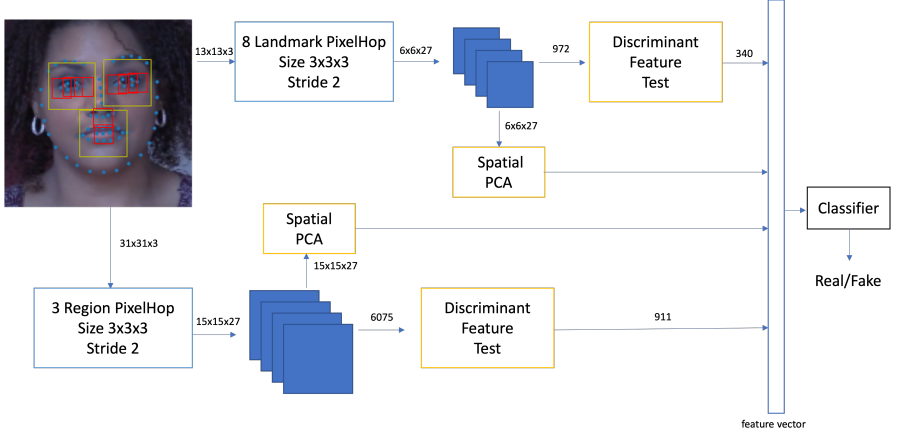 13x13x3
8 Landmark PixelHop
Size 3x3x3
Stride 2
6x6x27
972
Discriminant
Feature
Test
340
6x6x27
Spatial
PCA
Spatial
PCA
Classifier
31x31x3
15x15x27
Real/Fake
3 Region PixelHop
Size 3x3x3
Stride 2
15x15x27
6075
Discriminant
Feature
Test
911
feature vector